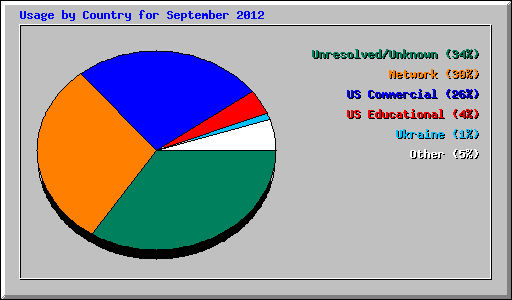 Usage by Country for September 2012
Unresolved/Unknown (34%)
Network (30%)
US Commercial (26%)
US Educational (4%)
Ukraine (1%)
Other (5%)